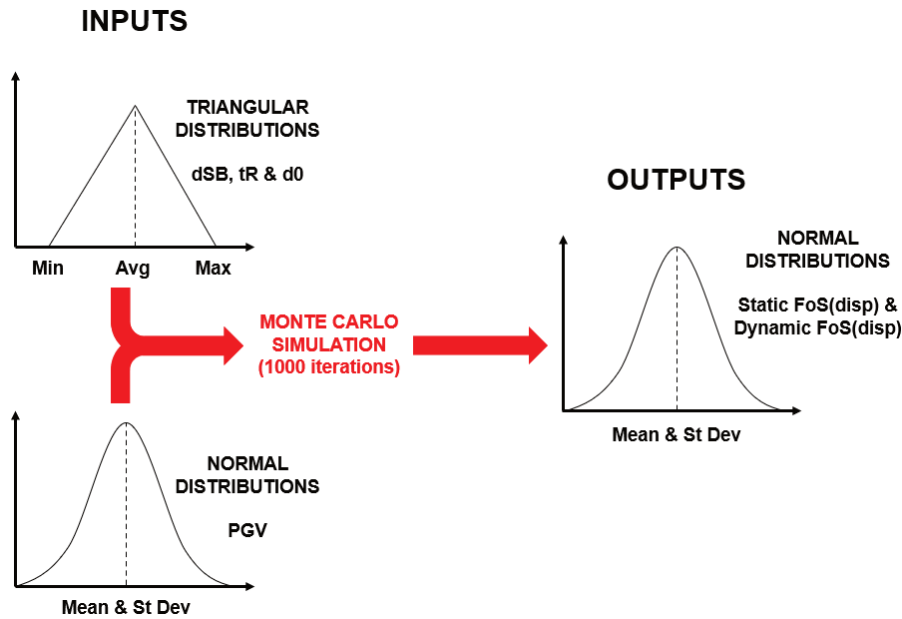 INPUTS
TRIANGULAR
DISTRIBUTIONS
dSB, tR & d0
Min Avg Max
MONTE CARLO
SIMULATION
(1000 iterations)
NORMAL
DISTRIBUTIONS
PGV
Mean & St Dev
OUTPUTS
NORMAL
DISTRIBUTIONS
Static FoS(disp) &
Dynamic FoS(disp)
Mean & St Dev